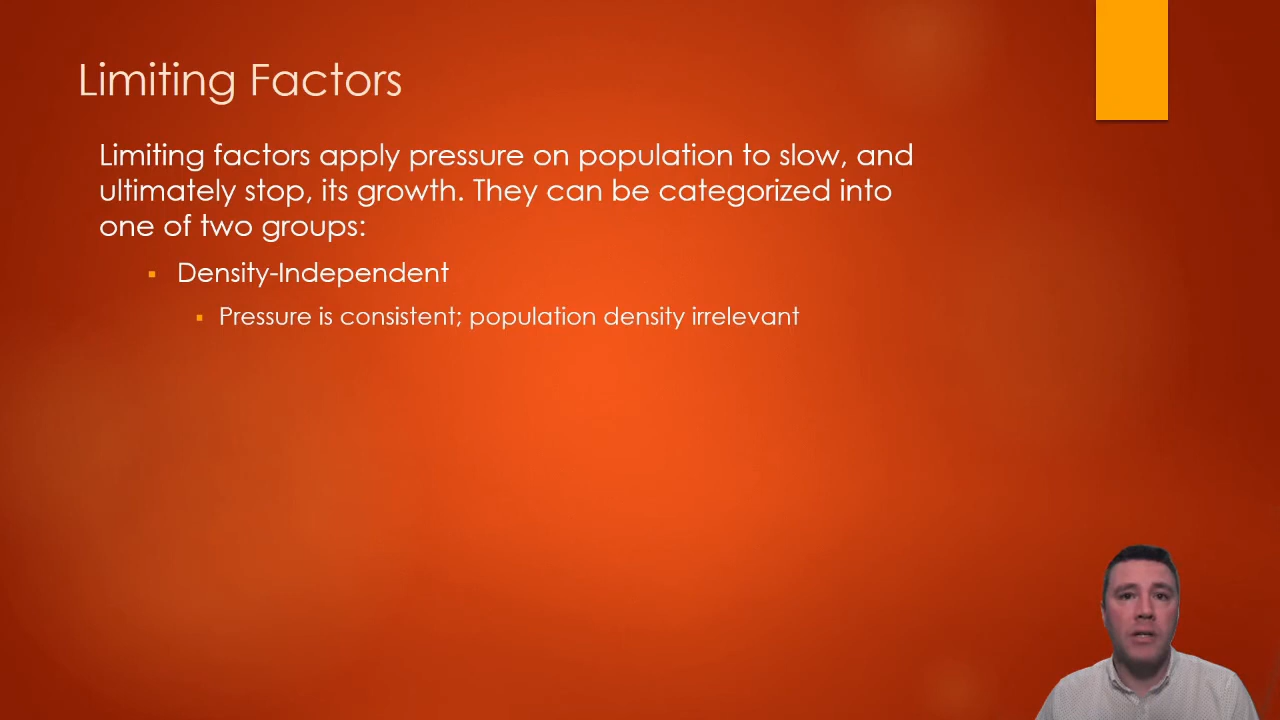 Limiting Factors
Limiting factors apply pressure on population to slow, and
ultimately stop, its growth. They can be categorized into
one of two groups:
Density-Independent
Pressure is consistent; population density irrelevant